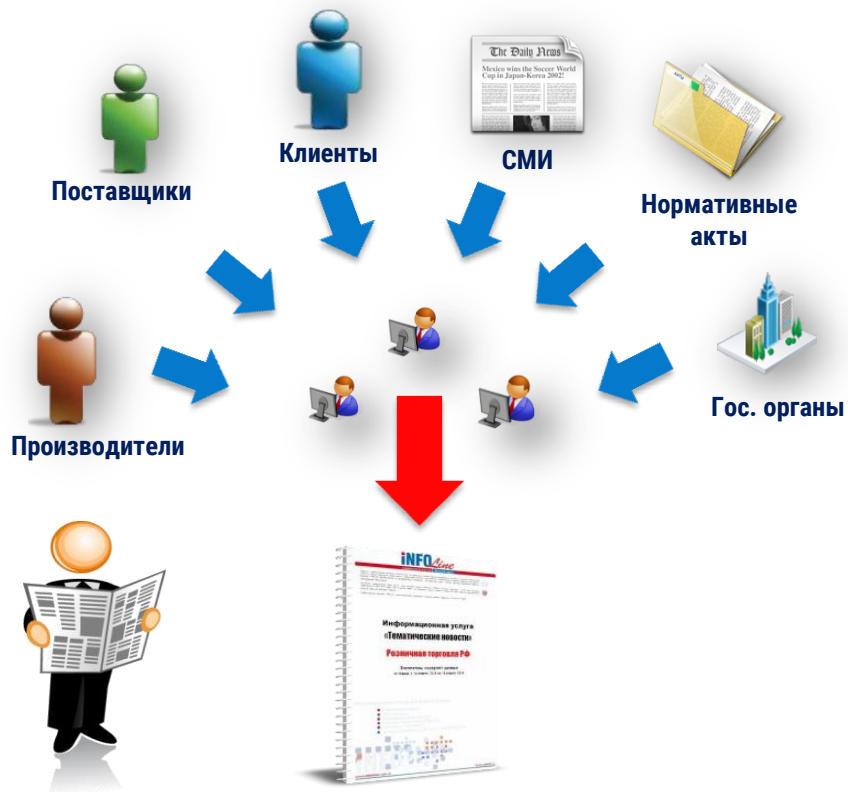 The Daily News
Mexico wins the Soccer World
Cup in Japan-Korea 2002!
Клиенты
СМИ
Поставщики
Нормативные
акты
Гос. органы
Производители
iNFOLine
Информационная услуга
«Тематические новости»
Розничная торговля РФ